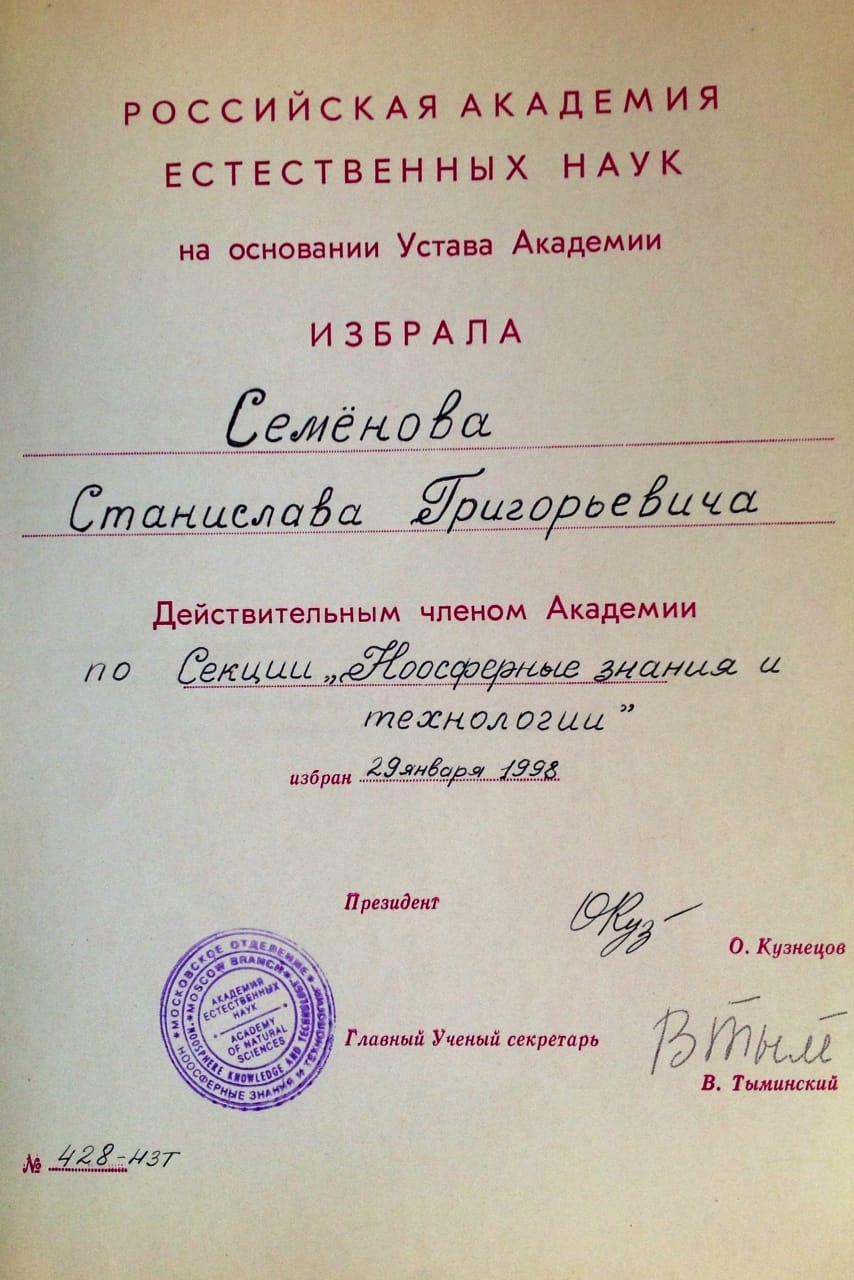 РОССИЙСКАЯ АКАДЕМИЯ
ЕСТЕСТВЕННЫХ НАУК
на основании Устава Академии
ИЗБРАЛА
Семёнова
Станислава Григорьевича
Действительным членом Академии
по Секции „Ноосферные знания и
технологии”
избран 29 января 1998
Президент
ОКуз
О. Кузнецов
МОСКОВСКОЕ ОТДЕЛЕНИЕ
НООСФЕРНЫЕ ЗНАНИЯ И ТЕХНОЛОГИИ
MOSCOW BRANCH
NOOSPHERE KNOWLEDGE AND TECHNOLOGY
АКАДЕМИЯ
ЕСТЕСТВЕННЫХ
НАУК
ACADEMY
OF NATURAL
SCIENCES
Главный Ученый секретарь
ВТым
В. Тыминский
№ 428-НЗТ